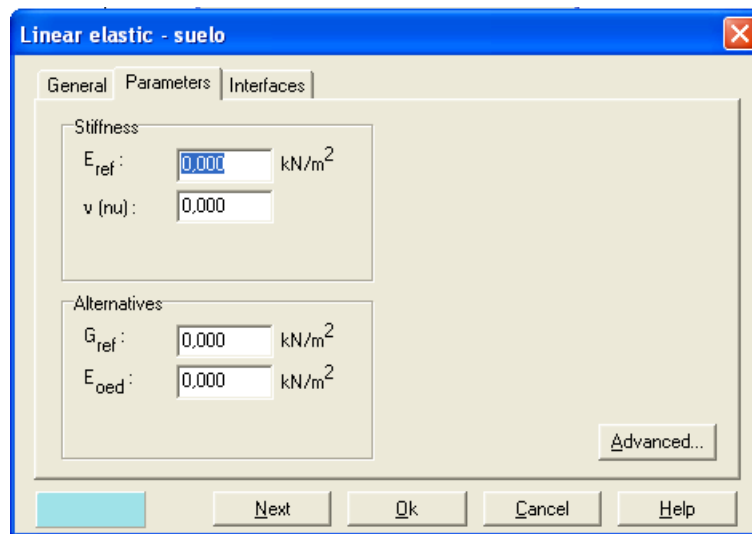 Linear elastic - suelo
General Parameters Interfaces
Stiffness
E ref : 0,000 kN/m2
ν (nu) : 0,000
Alternatives
G ref : 0,000 kN/m2
E oed : 0,000 kN/m2
Advanced...
Next Ok Cancel Help